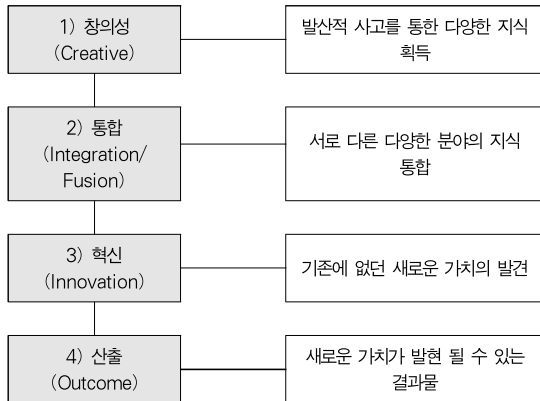 1) 창의성
(Creative)
발산적 사고를 통한 다양한 지식
획득
2) 통합
(Integration/
Fusion)
서로 다른 다양한 분야의 지식
통합
3) 혁신
(Innovation)
기존에 없던 새로운 가치의 발견
4) 산출
(Outcome)
새로운 가치가 발현 될 수 있는
결과물